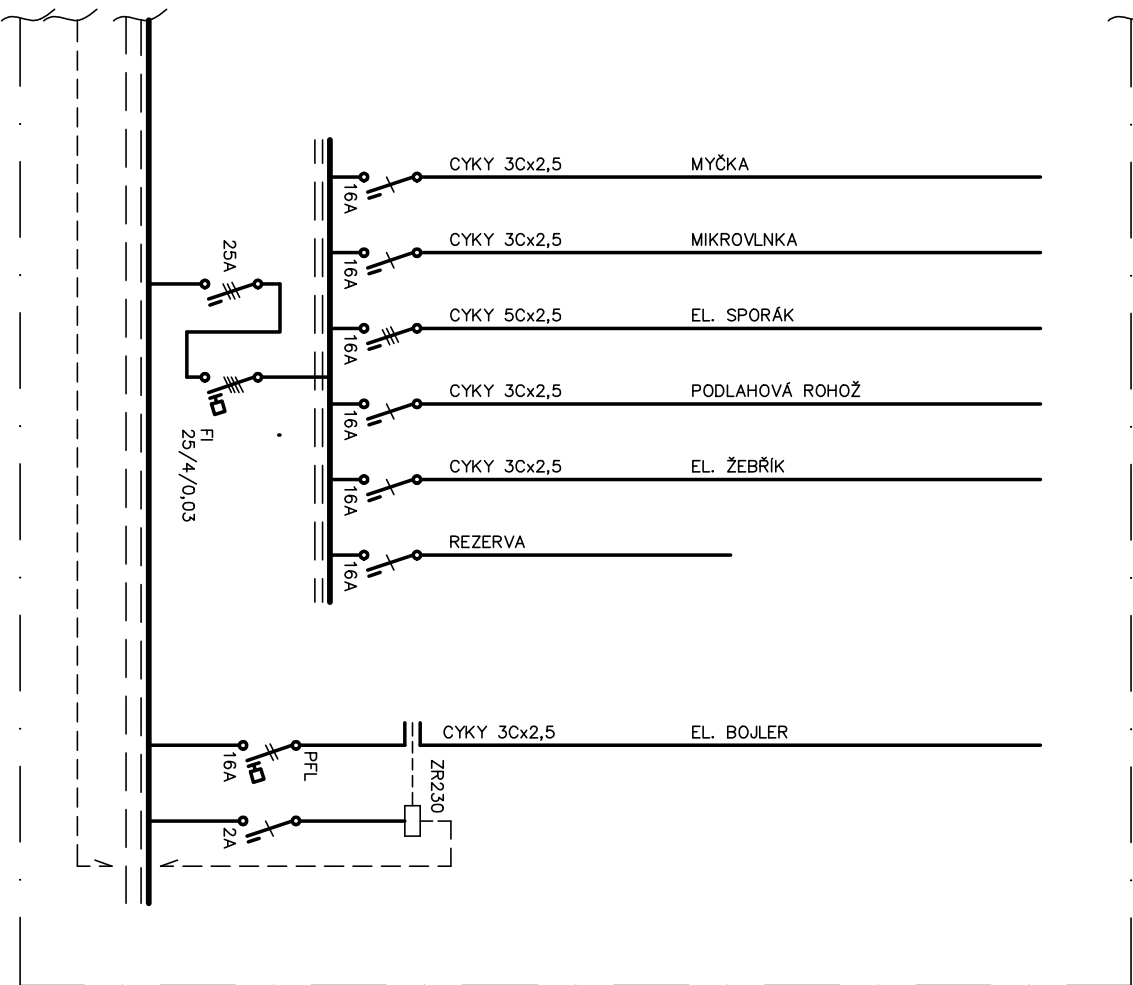 CYKY 3Cx2,5 MYČKA
16A
CYKY 3Cx2,5 MIKROVLNKA
16A
25A
CYKY 5Cx2,5 EL. SPORÁK
16A
CYKY 3Cx2,5 PODLAHOVÁ ROHOŽ
16A
FI
25/4/0,03
CYKY 3Cx2,5 EL. ŽEBŘÍK
16A
REZERVA
16A
CYKY 3Cx2,5 EL. BOJLER
16A
PFL
ZR230
2A